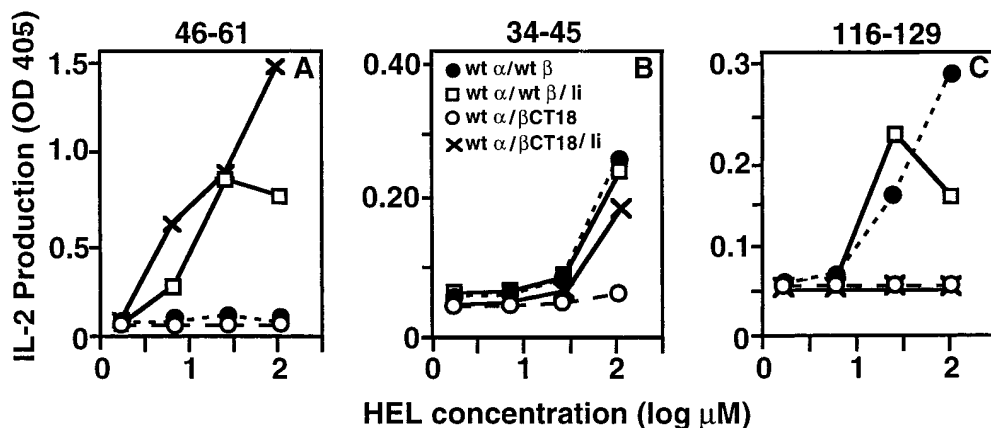 46-61
34-45
116-129
IL-2 Production (OD 405)
1.5
1.0
0.5
0
A
0 1 2
0.40
0.20
0
B
wt α/wt β
wt α/wt β/Ii
wt α/βCT18
wt α/βCT18/Ii
0 1 2
0.3
0.2
0.1
0
C
0 1 2
HEL concentration (log μM)